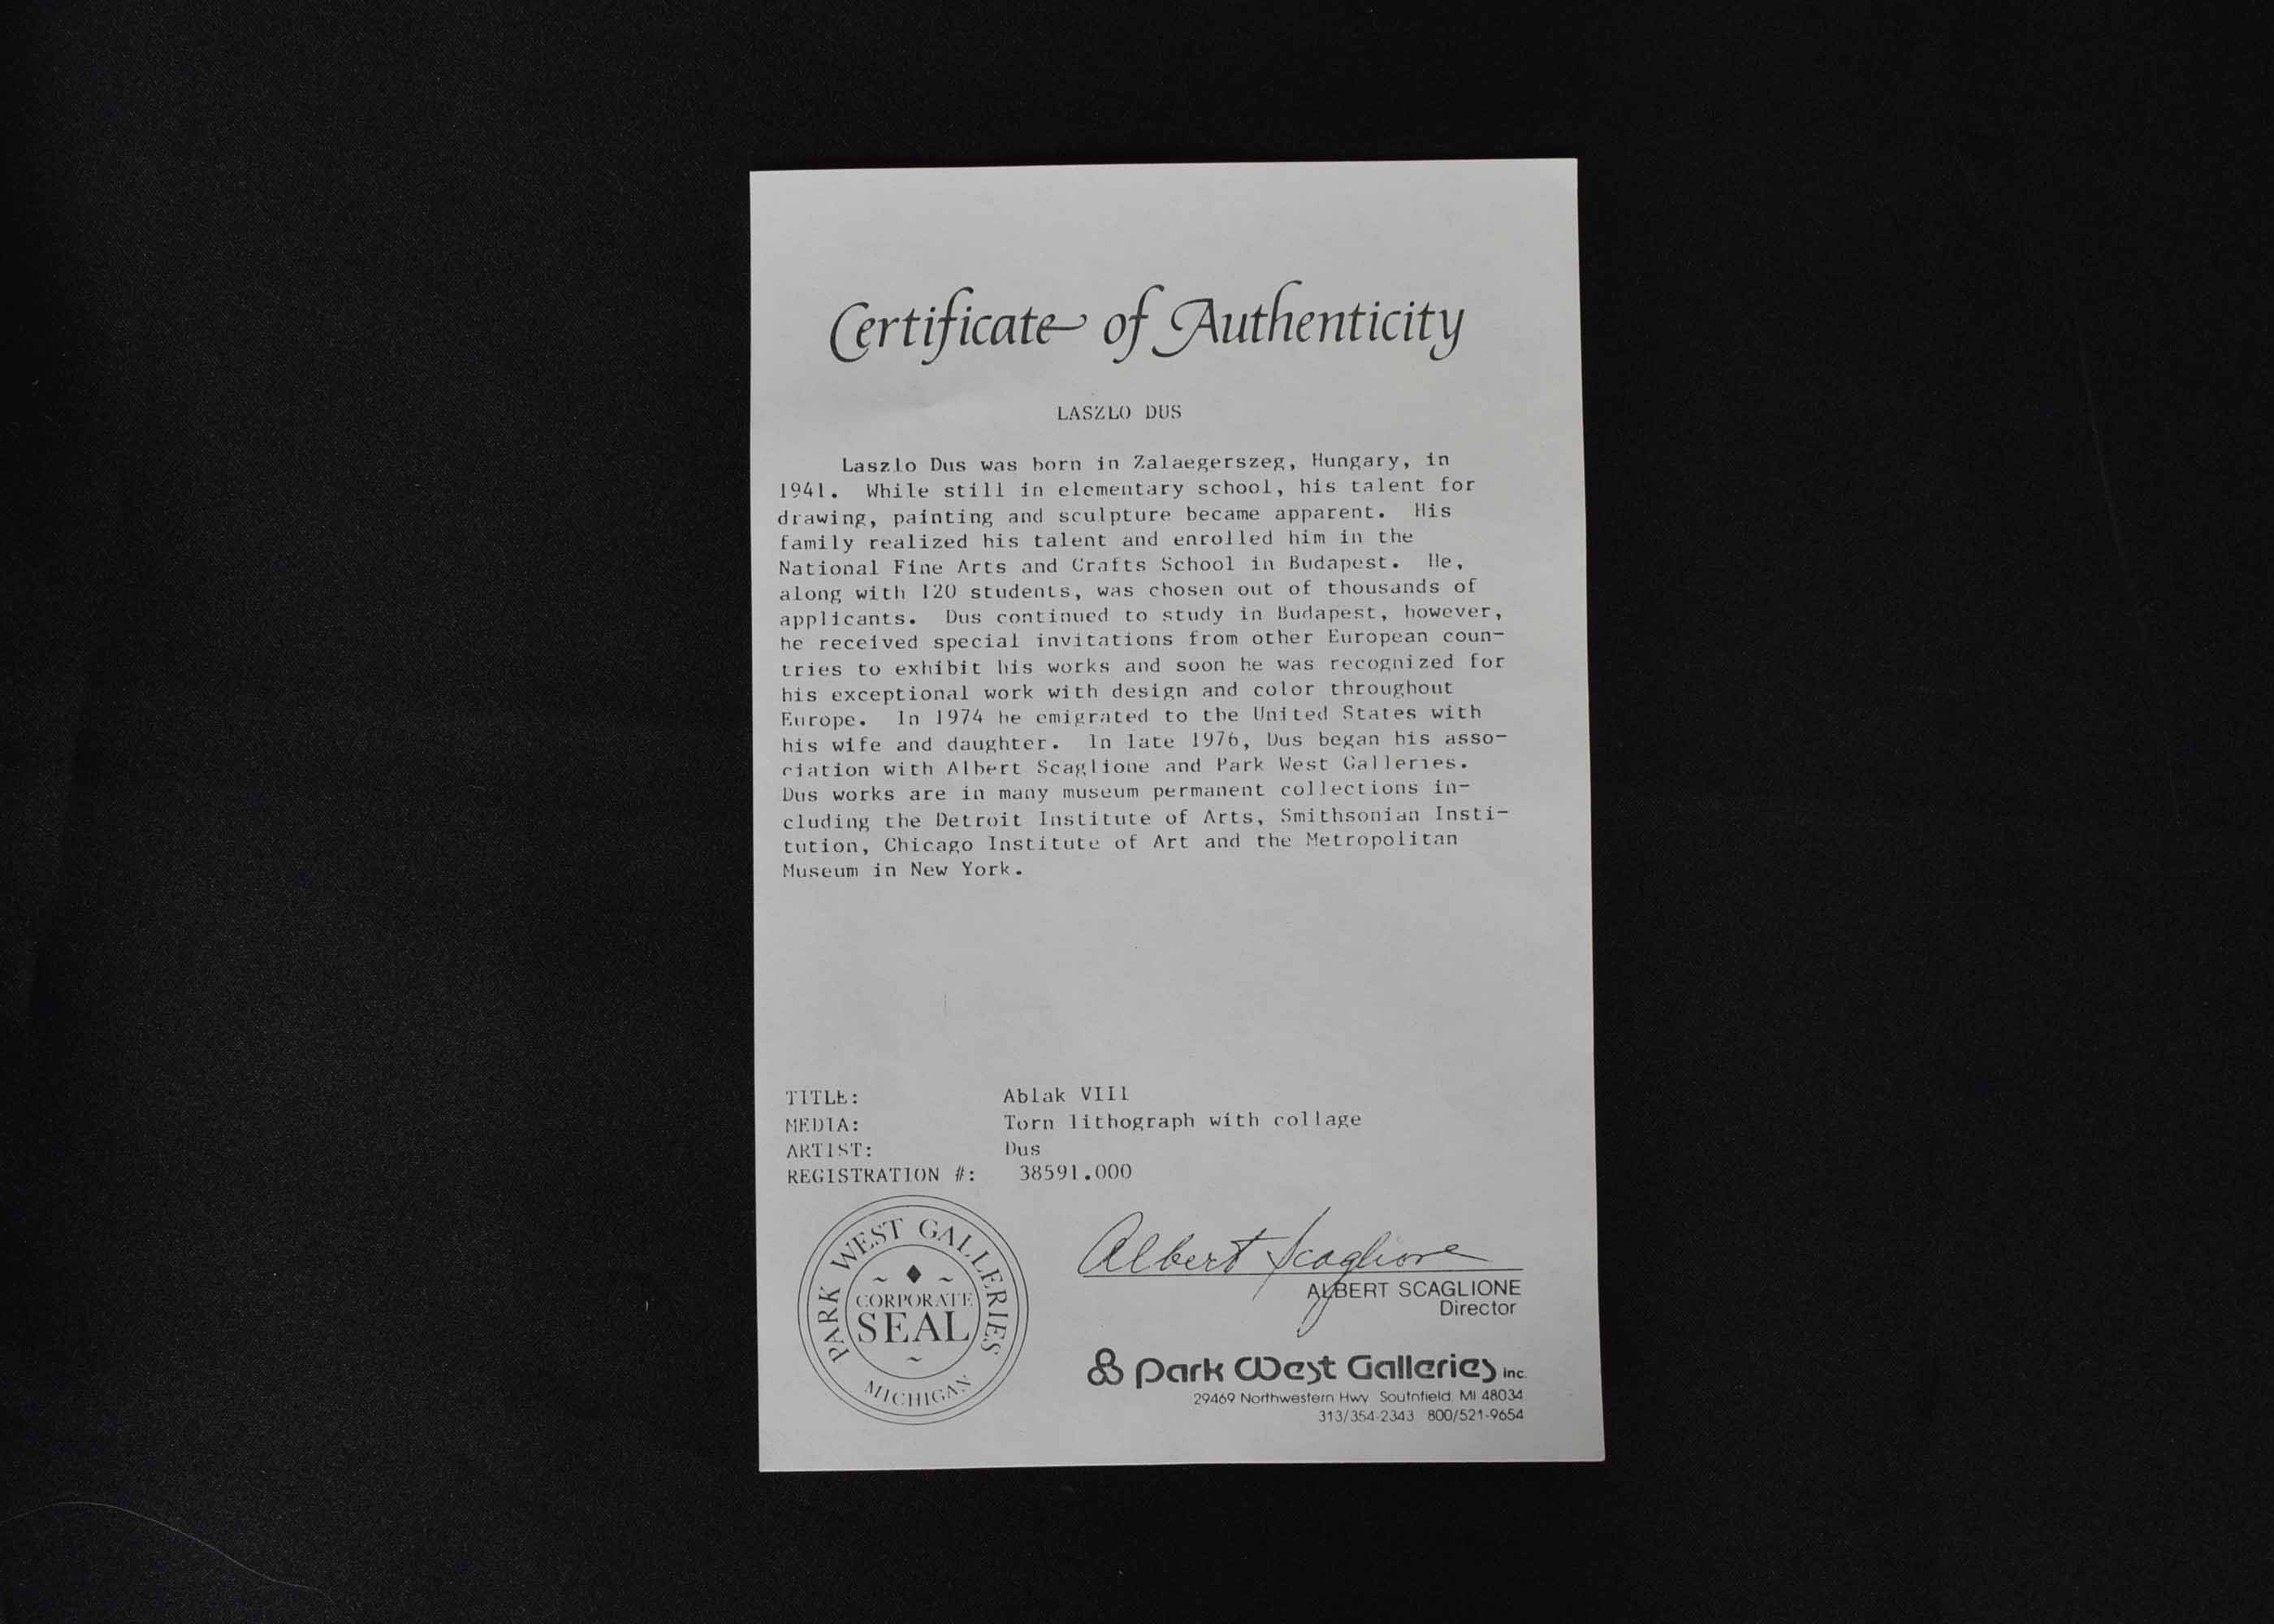 Certificate of Authenticity
LASZLO DUS
Laszlo Dus was born in Zalaegerszeg, Hungary, in
1941. While still in elementary school, his talent for
drawing, painting and sculpture became apparent. His
family realized his talent and enrolled him in the
National Fine Arts and Crafts School in Budapest. He,
along with 120 students, was chosen out of thousands of
applicants. Dus continued to study in Budapest, however,
he received special invitations from other European coun-
tries to exhibit his works and soon he was recognized for
his exceptional work with design and color throughout
Europe. In 1974 he emigrated to the United States with
his wife and daughter. In late 1976, Dus began his asso-
ciation with Albert Scaglione and Park West Galleries.
Dus works are in many museum permanent collections in-
cluding the Detroit Institute of Arts, Smithsonian Insti-
tution, Chicago Institute of Art and the Metropolitan
Museum in New York.
TITLE: Ablak VIII
MEDIA: Torn lithograph with collage
ARTIST: Dus
REGISTRATION #: 38591.000
PARK WEST GALLERIES
CORPORATE
SEAL
MICHIGAN
Albert Scaglione
ALBERT SCAGLIONE
Director
Park West Galleries Inc.
29469 Northwestern Hwy Southfield, MI 48034
313/354-2343 800/521-9654